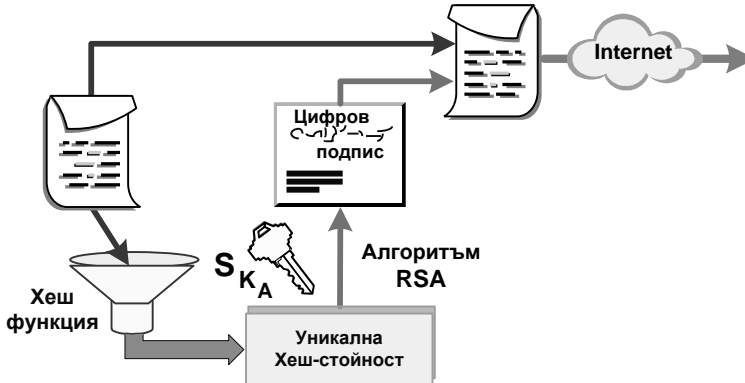 Internet
Цифров
подпис
S K A
Алгоритъм
RSA
Хеш
функция
Уникална
Хеш-стойност